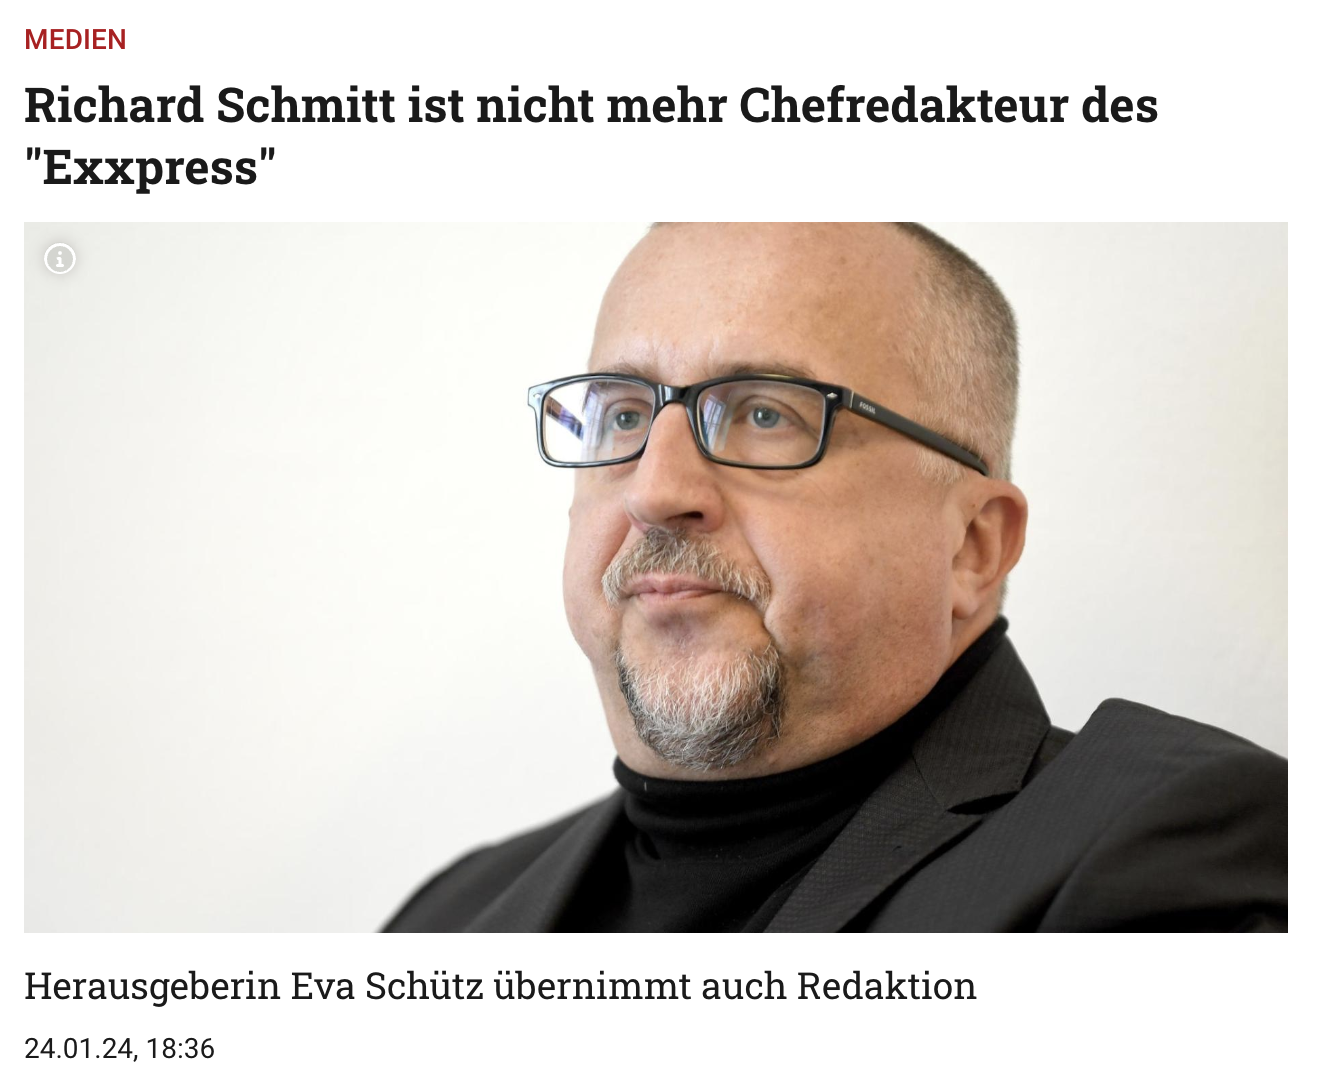 MEDIEN
Richard Schmitt ist nicht mehr Chefredakteur des
"Exxpress"
FOSSIL
Herausgeberin Eva Schütz übernimmt auch Redaktion
24.01.24, 18:36